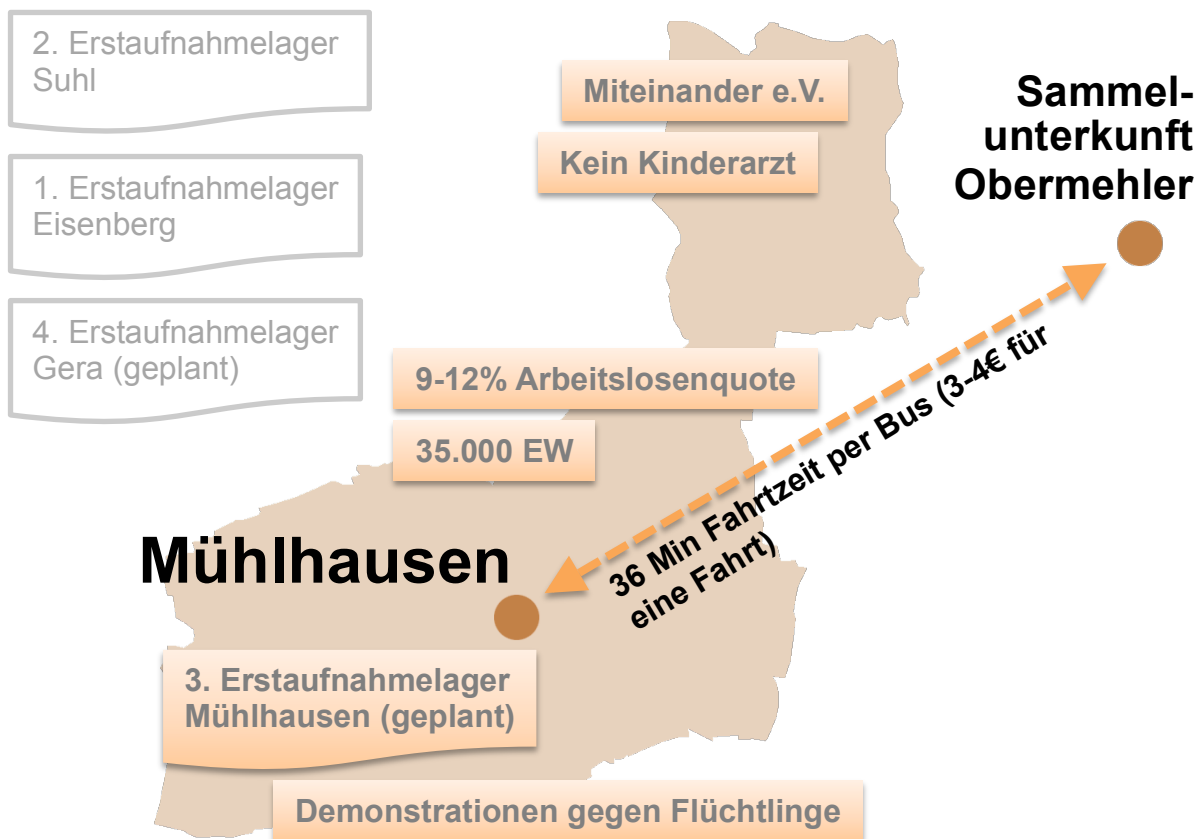 2. Erstaufnahmelager
Suhl
1. Erstaufnahmelager
Eisenberg
4. Erstaufnahmelager
Gera (geplant)
Miteinander e.V.
Kein Kinderarzt
Sammel-
unterkunft
Obermehler
9-12% Arbeitslosenquote
35.000 EW
36 Min Fahrtzeit per Bus (3-4€ für
eine Fahrt)
Mühlhausen
3. Erstaufnahmelager
Mühlhausen (geplant)
Demonstrationen gegen Flüchtlinge